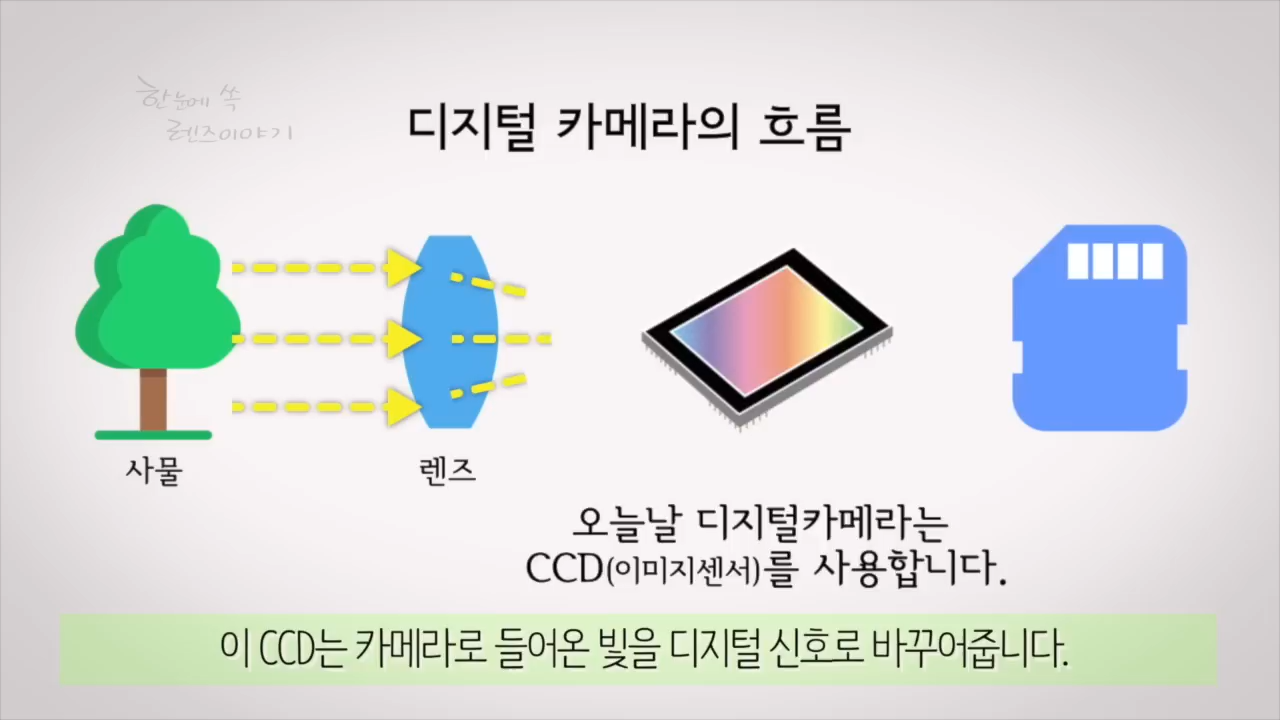 한눈에 쏙
렌즈이야기
디지털 카메라의 흐름
사물
렌즈
오늘날 디지털카메라는
CCD(이미지센서)를 사용합니다.
이 CCD는 카메라로 들어온 빛을 디지털 신호로 바꾸어줍니다.